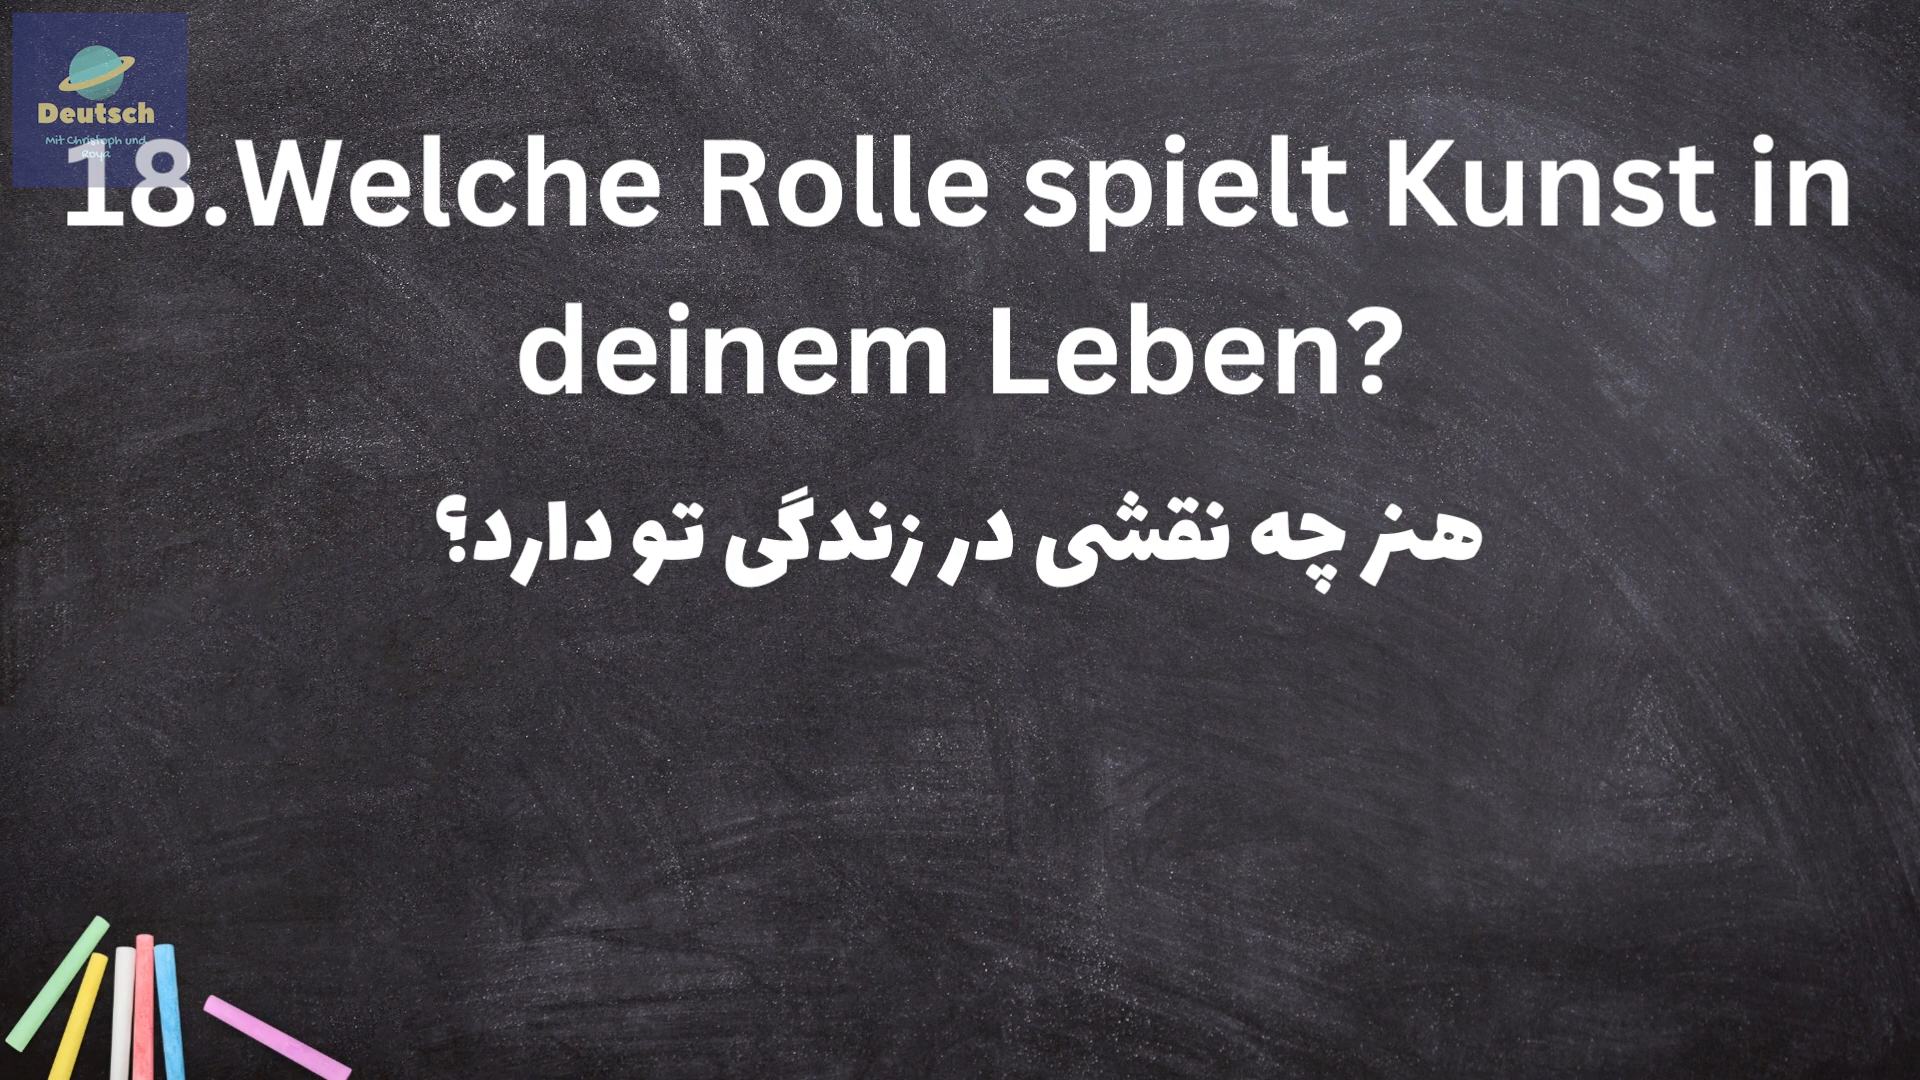 Deutsch
Mit Christoph und
Roya
18.Welche Rolle spielt Kunst in
deinem Leben?
هنر چه نقشی در زندگی تو دارد؟